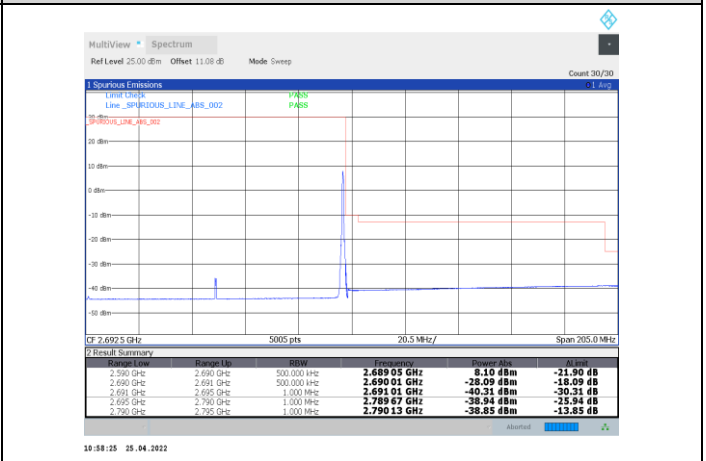 MultiView Spectrum
Ref Level 25.00 dBm Offset 11.08 dB Mode Sweep
Count 30/30
1 Spurious Emissions 1 Avg
Limit Check PASS
Line _SPURIOUS_LINE_ABS_002 PASS
30 dBm
_SPURIOUS_LINE_ABS_002
20 dBm
10 dBm
0 dBm
-10 dBm
-20 dBm
-30 dBm
-40 dBm
-50 dBm
CF 2.6925 GHz 5005 pts 20.5 MHz/ Span 205.0 MHz
2 Result Summary
Range Low Range Up RBW Frequency Power Abs ΔLimit
2.590 GHz 2.690 GHz 500.000 kHz 2.689 05 GHz 8.10 dBm -21.90 dB
2.690 GHz 2.691 GHz 500.000 kHz 2.690 01 GHz -28.09 dBm -18.09 dB
2.691 GHz 2.695 GHz 1.000 MHz 2.691 01 GHz -40.31 dBm -30.31 dB
2.695 GHz 2.790 GHz 1.000 MHz 2.789 67 GHz -38.94 dBm -25.94 dB
2.790 GHz 2.795 GHz 1.000 MHz 2.790 13 GHz -38.85 dBm -13.85 dB
Aborted
10:58:25 25.04.2022